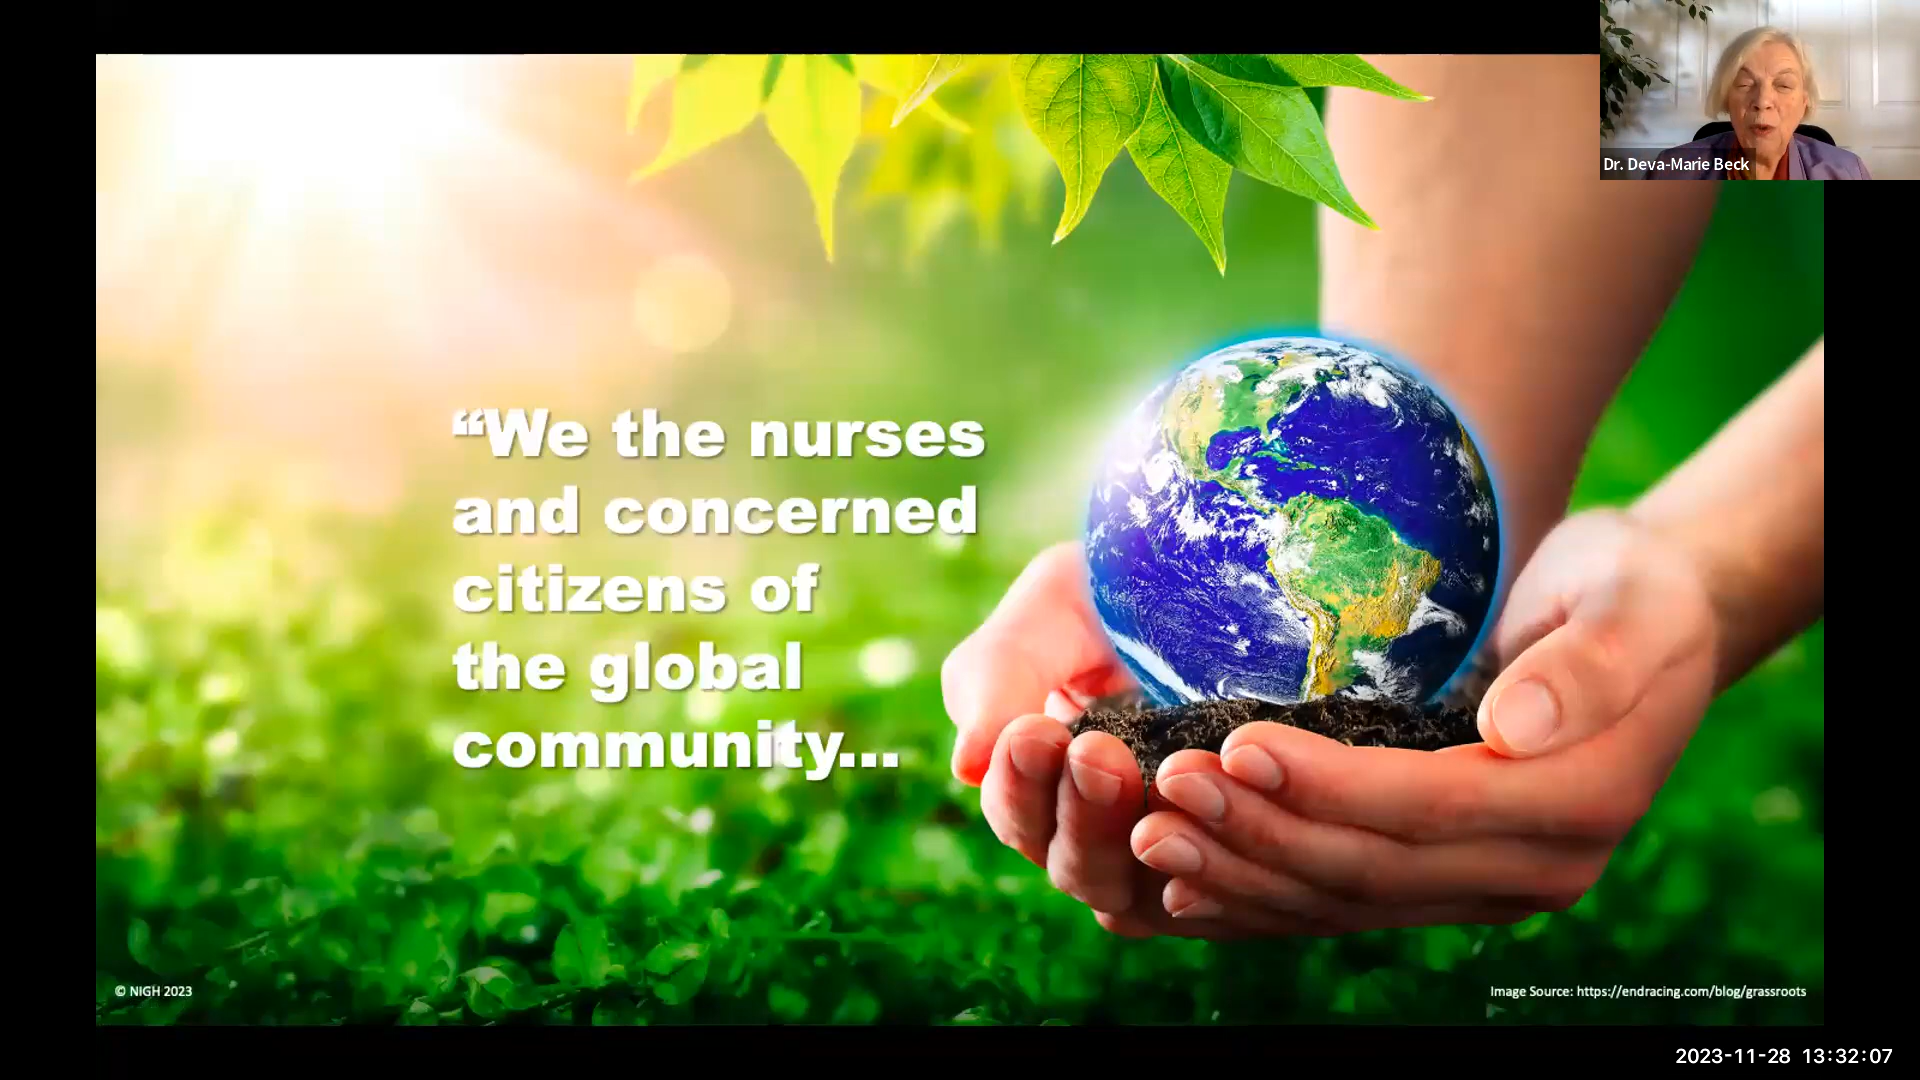 Dr. Deva-Marie Beck
“We the nurses
and concerned
citizens of
the global
community...
© NIGH 2023
Image Source: https://endracing.com/blog/grassroots
2023-11-28 13:32:07